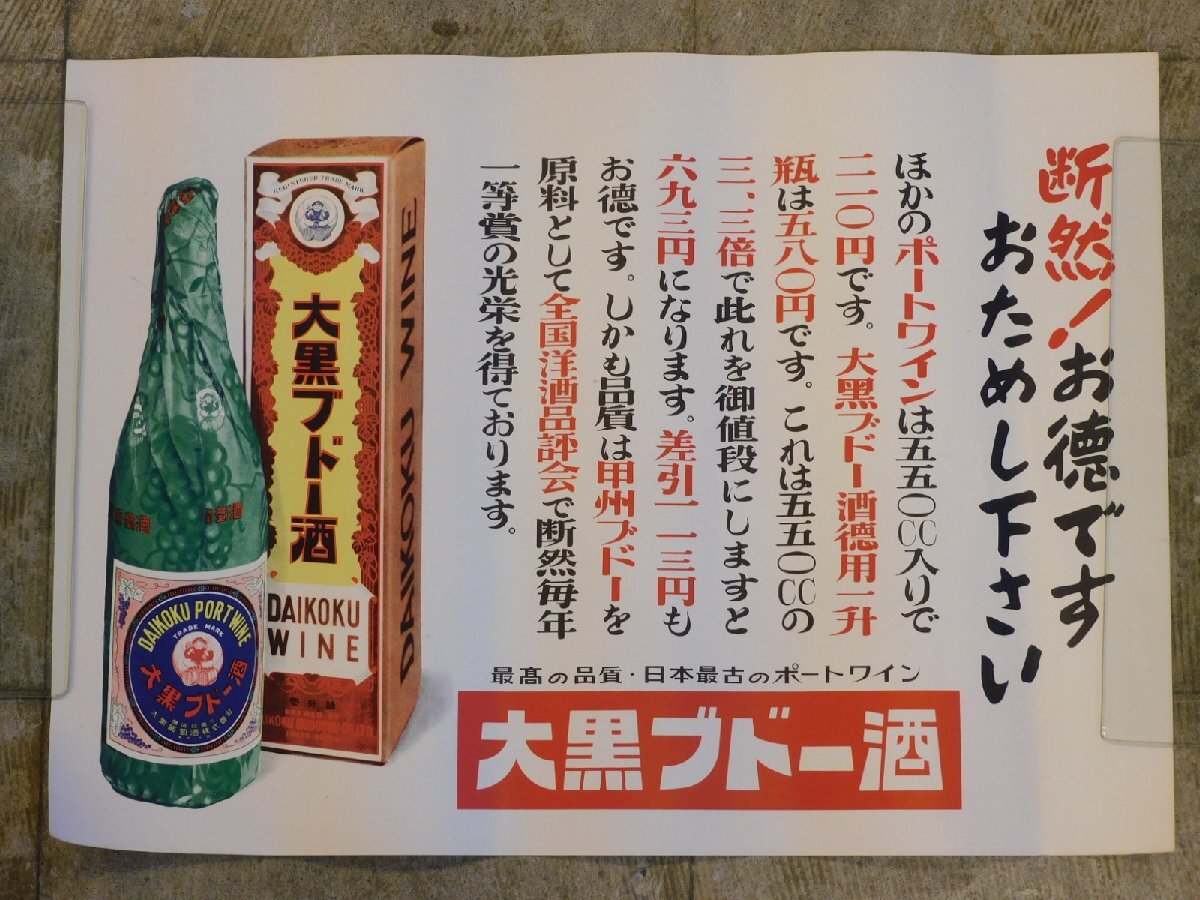 断然!お徳です
おためし下さい
ほかのポートワインは五五〇CC入りで
二一〇円です。大黒ブドー酒徳用一升
瓶は五八〇円です。これは五五〇CCの
三、三倍で此れを御値段にしますと
六九三円になります。差引一一三円も
お徳です。しかも品質は甲州ブドーを
原料として全国洋酒品評会で断然毎年
一等賞の光栄を得ております。
最髙の品質・日本最古のポートワイン
大黒ブドー酒
TRADE MARK
大黒ブドー酒
DAIKOKU
WINE
DAIKOKU WINE
DAIKOKU PORT WINE
TRADE MARK
大黒ブドー酒